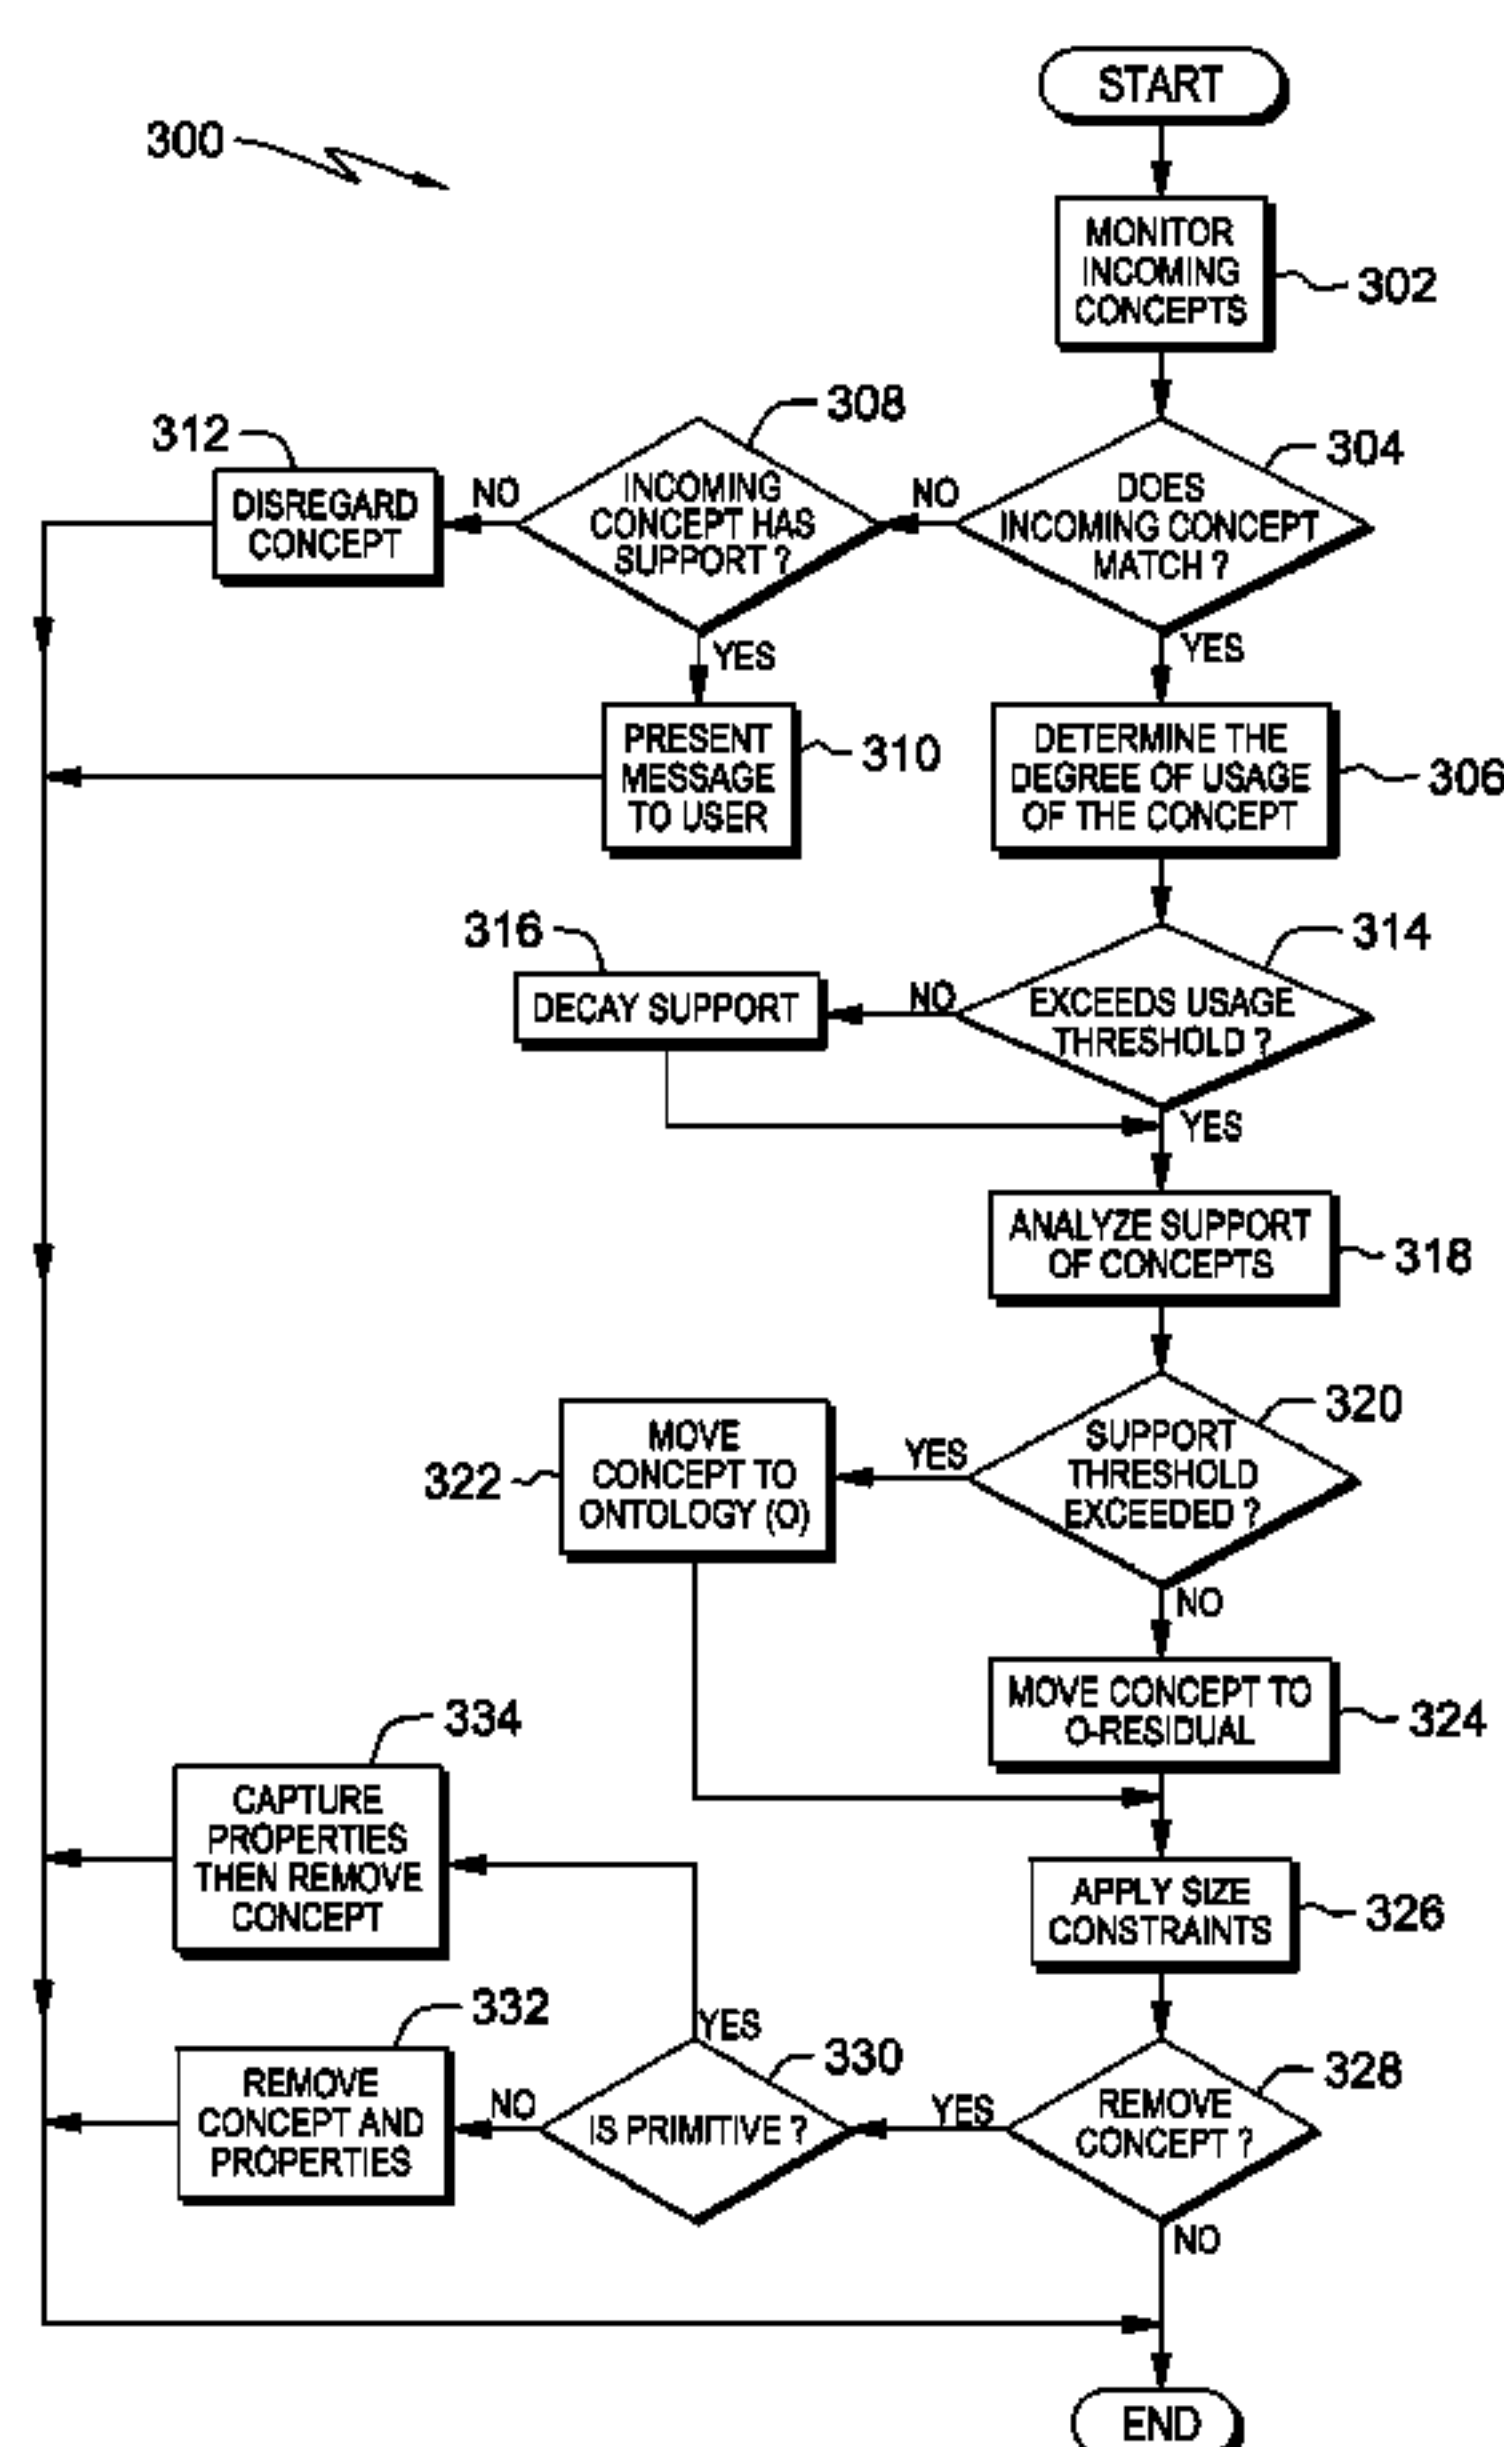 START
300
MONITOR
INCOMING
CONCEPTS
302
308
304
312
DISREGARD
CONCEPT
NO
INCOMING
CONCEPT HAS
SUPPORT ?
NO
DOES
INCOMING CONCEPT
MATCH ?
YES
YES
PRESENT
MESSAGE
TO USER
310
DETERMINE THE
DEGREE OF USAGE
OF THE CONCEPT
306
316
314
DECAY SUPPORT
NO
EXCEEDS USAGE
THRESHOLD ?
YES
ANALYZE SUPPORT
OF CONCEPTS
318
320
322
MOVE
CONCEPT TO
ONTOLOGY (O)
YES
SUPPORT
THRESHOLD
EXCEEDED ?
NO
MOVE CONCEPT TO
O-RESIDUAL
324
334
CAPTURE
PROPERTIES
THEN REMOVE
CONCEPT
APPLY SIZE
CONSTRAINTS
326
332
YES
330
328
REMOVE
CONCEPT AND
PROPERTIES
NO
IS PRIMITIVE ?
YES
REMOVE
CONCEPT ?
NO
END